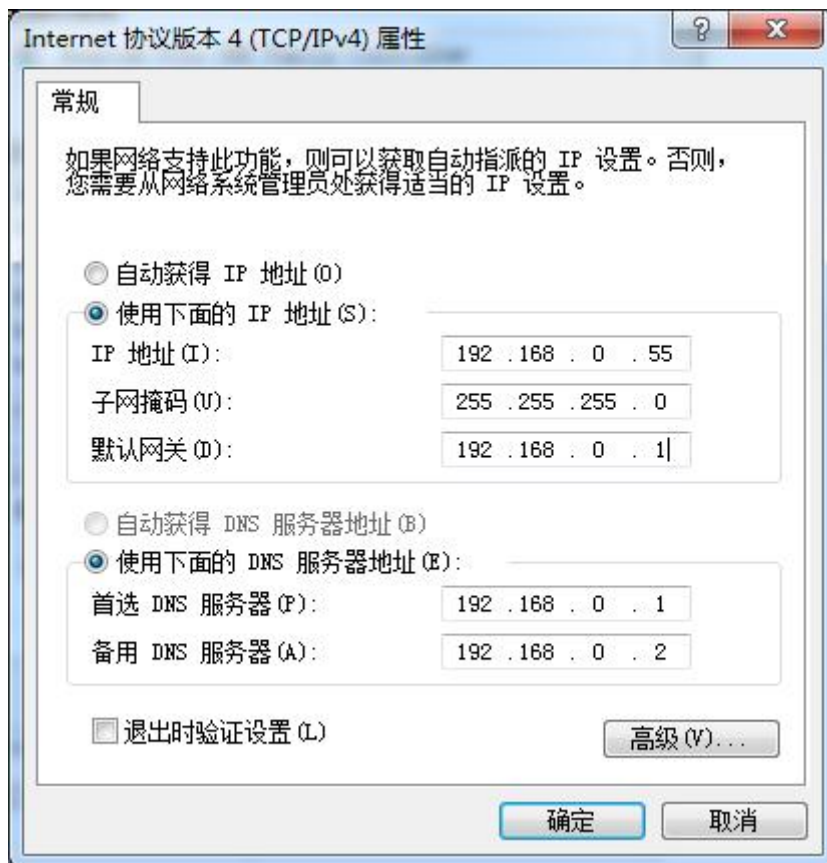 Internet 协议版本 4 (TCP/IPv4) 属性
常规
如果网络支持此功能，则可以获取自动指派的 IP 设置。否则，
您需要从网络系统管理员处获得适当的 IP 设置。
自动获得 IP 地址(O)
使用下面的 IP 地址(S):
IP 地址(I): 192 .168 . 0 . 55
子网掩码(U): 255 .255 .255 . 0
默认网关(D): 192 .168 . 0 . 1
自动获得 DNS 服务器地址(B)
使用下面的 DNS 服务器地址(E):
首选 DNS 服务器(P): 192 .168 . 0 . 1
备用 DNS 服务器(A): 192 .168 . 0 . 2
退出时验证设置(L)
高级(V)...
确定 取消